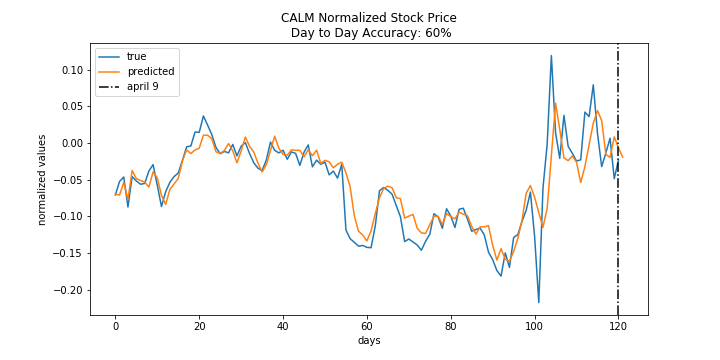 CALM Normalized Stock Price
Day to Day Accuracy: 60%
true
predicted
april 9
normalized values
0.10
0.05
0.00
−0.05
−0.10
−0.15
−0.20
0 20 40 60 80 100 120
days